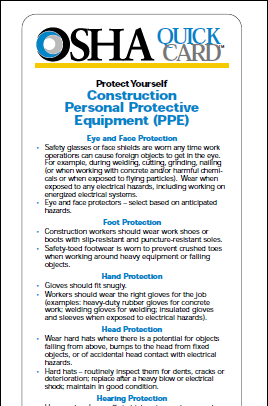 OSHA QUICK
CARD™
Protect Yourself
Construction
Personal Protective
Equipment (PPE)
Eye and Face Protection
• Safety glasses or face shields are worn any time work
operations can cause foreign objects to get in the eye.
For example, during welding, cutting, grinding, nailing
(or when working with concrete and/or harmful chemi-
cals or when exposed to flying particles). Wear when
exposed to any electrical hazards, including working on
energized electrical systems.
• Eye and face protectors – select based on anticipated
hazards.
Foot Protection
• Construction workers should wear work shoes or
boots with slip-resistant and puncture-resistant soles.
• Safety-toed footwear is worn to prevent crushed toes
when working around heavy equipment or falling
objects.
Hand Protection
• Gloves should fit snugly.
• Workers should wear the right gloves for the job
(examples: heavy-duty rubber gloves for concrete
work; welding gloves for welding; insulated gloves
and sleeves when exposed to electrical hazards).
Head Protection
• Wear hard hats where there is a potential for objects
falling from above, bumps to the head from fixed
objects, or of accidental head contact with electrical
hazards.
• Hard hats – routinely inspect them for dents, cracks or
deterioration; replace after a heavy blow or electrical
shock; maintain in good condition.
Hearing Protection